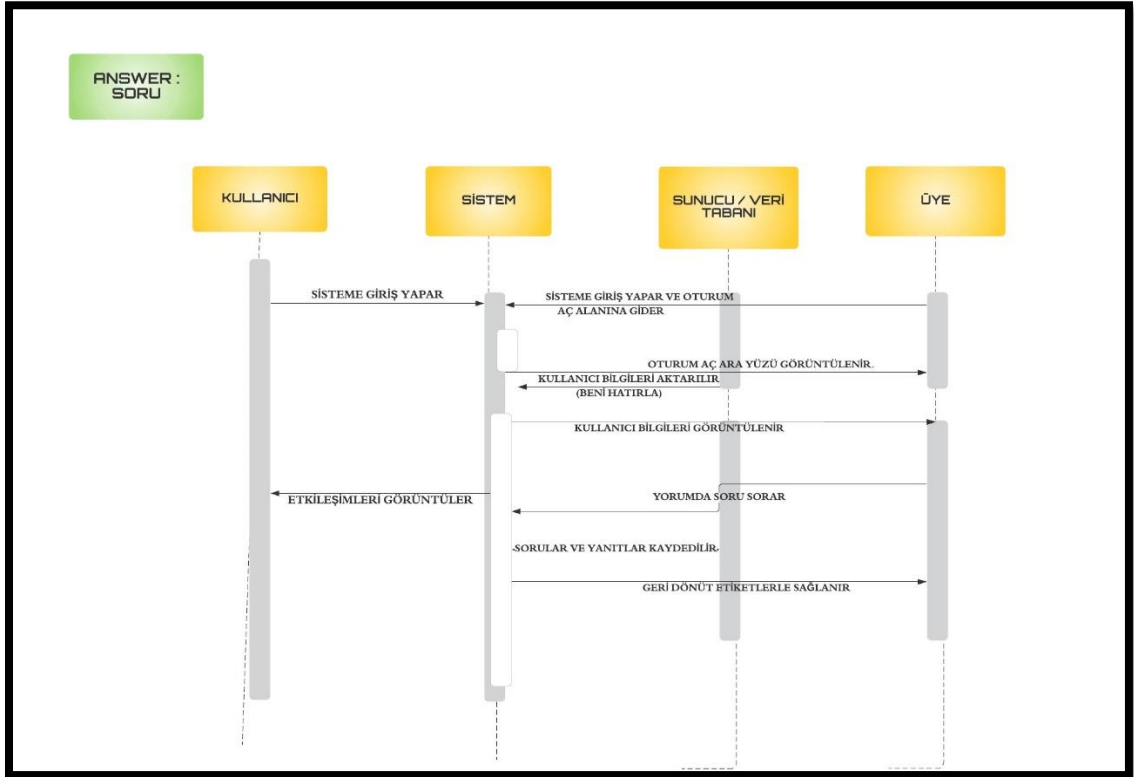 ANSWER :
SORU
KULLANICI
SİSTEM
SUNUCU / VERİ
TABANI
ÜYE
SİSTEME GİRİŞ YAPAR
SİSTEME GİRİŞ YAPAR VE OTURUM
AÇ ALANINA GİDER
OTURUM AÇ ARA YÜZÜ GÖRÜNTÜLENİR.
KULLANICI BİLGİLERİ AKTARILIR
(BENİ HATIRLA)
KULLANICI BİLGİLERİ GÖRÜNTÜLENİR
ETKİLEŞİMLERİ GÖRÜNTÜLER
YORUMDA SORU SORAR
SORULAR VE YANITLAR KAYDEDİLİR
GERİ DÖNÜT ETİKETLERLE SAĞLANIR